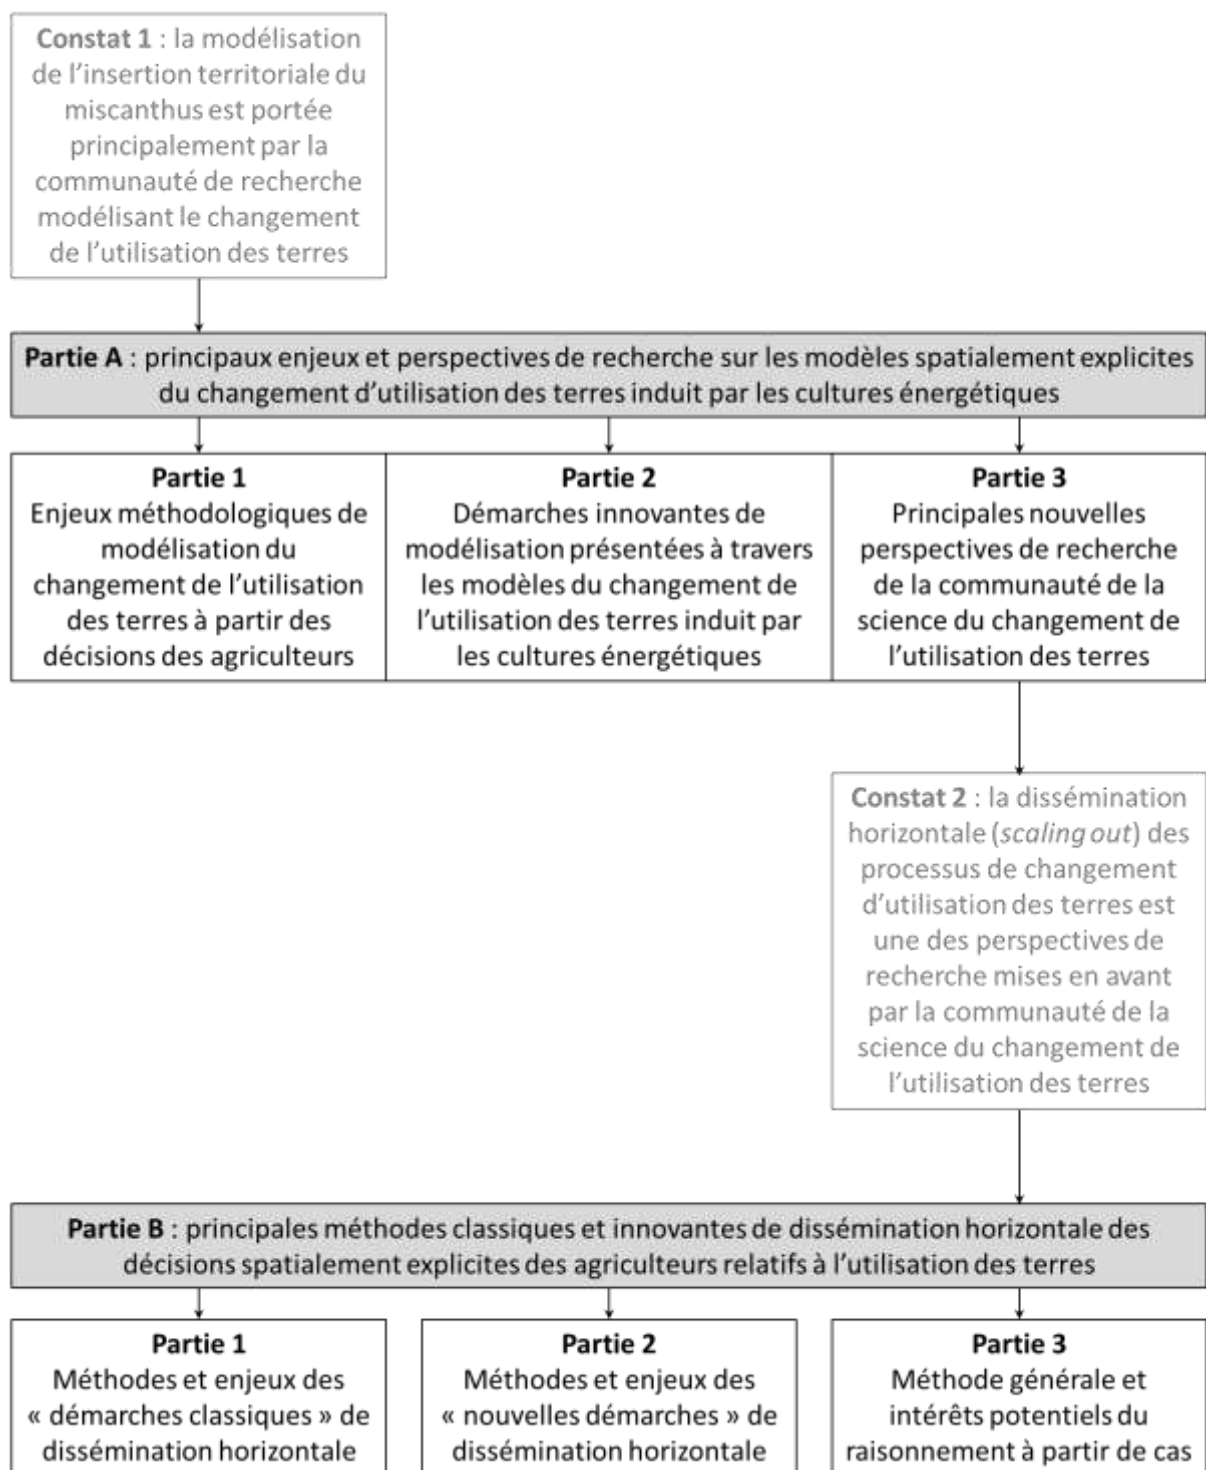 Constat 1 : la modélisation
de l'insertion territoriale du
miscanthus est portée
principalement par la
communauté de recherche
modélisant le changement
de l'utilisation des terres
Partie A : principaux enjeux et perspectives de recherche sur les modèles spatialement explicites
du changement d'utilisation des terres induit par les cultures énergétiques
Partie 1
Enjeux méthodologiques de
modélisation du
changement de l'utilisation
des terres à partir des
décisions des agriculteurs
Partie 2
Démarches innovantes de
modélisation présentées à travers
les modèles du changement de
l'utilisation des terres induit par
les cultures énergétiques
Partie 3
Principales nouvelles
perspectives de recherche
de la communauté de la
science du changement de
l'utilisation des terres
Constat 2 : la dissémination
horizontale (scaling out) des
processus de changement
d'utilisation des terres est
une des perspectives de
recherche mises en avant
par la communauté de la
science du changement de
l'utilisation des terres
Partie B : principales méthodes classiques et innovantes de dissémination horizontale des
décisions spatialement explicites des agriculteurs relatifs à l'utilisation des terres
Partie 1
Méthodes et enjeux des
« démarches classiques » de
dissémination horizontale
Partie 2
Méthodes et enjeux des
« nouvelles démarches » de
dissémination horizontale
Partie 3
Méthode générale et
intérêts potentiels du
raisonnement à partir de cas